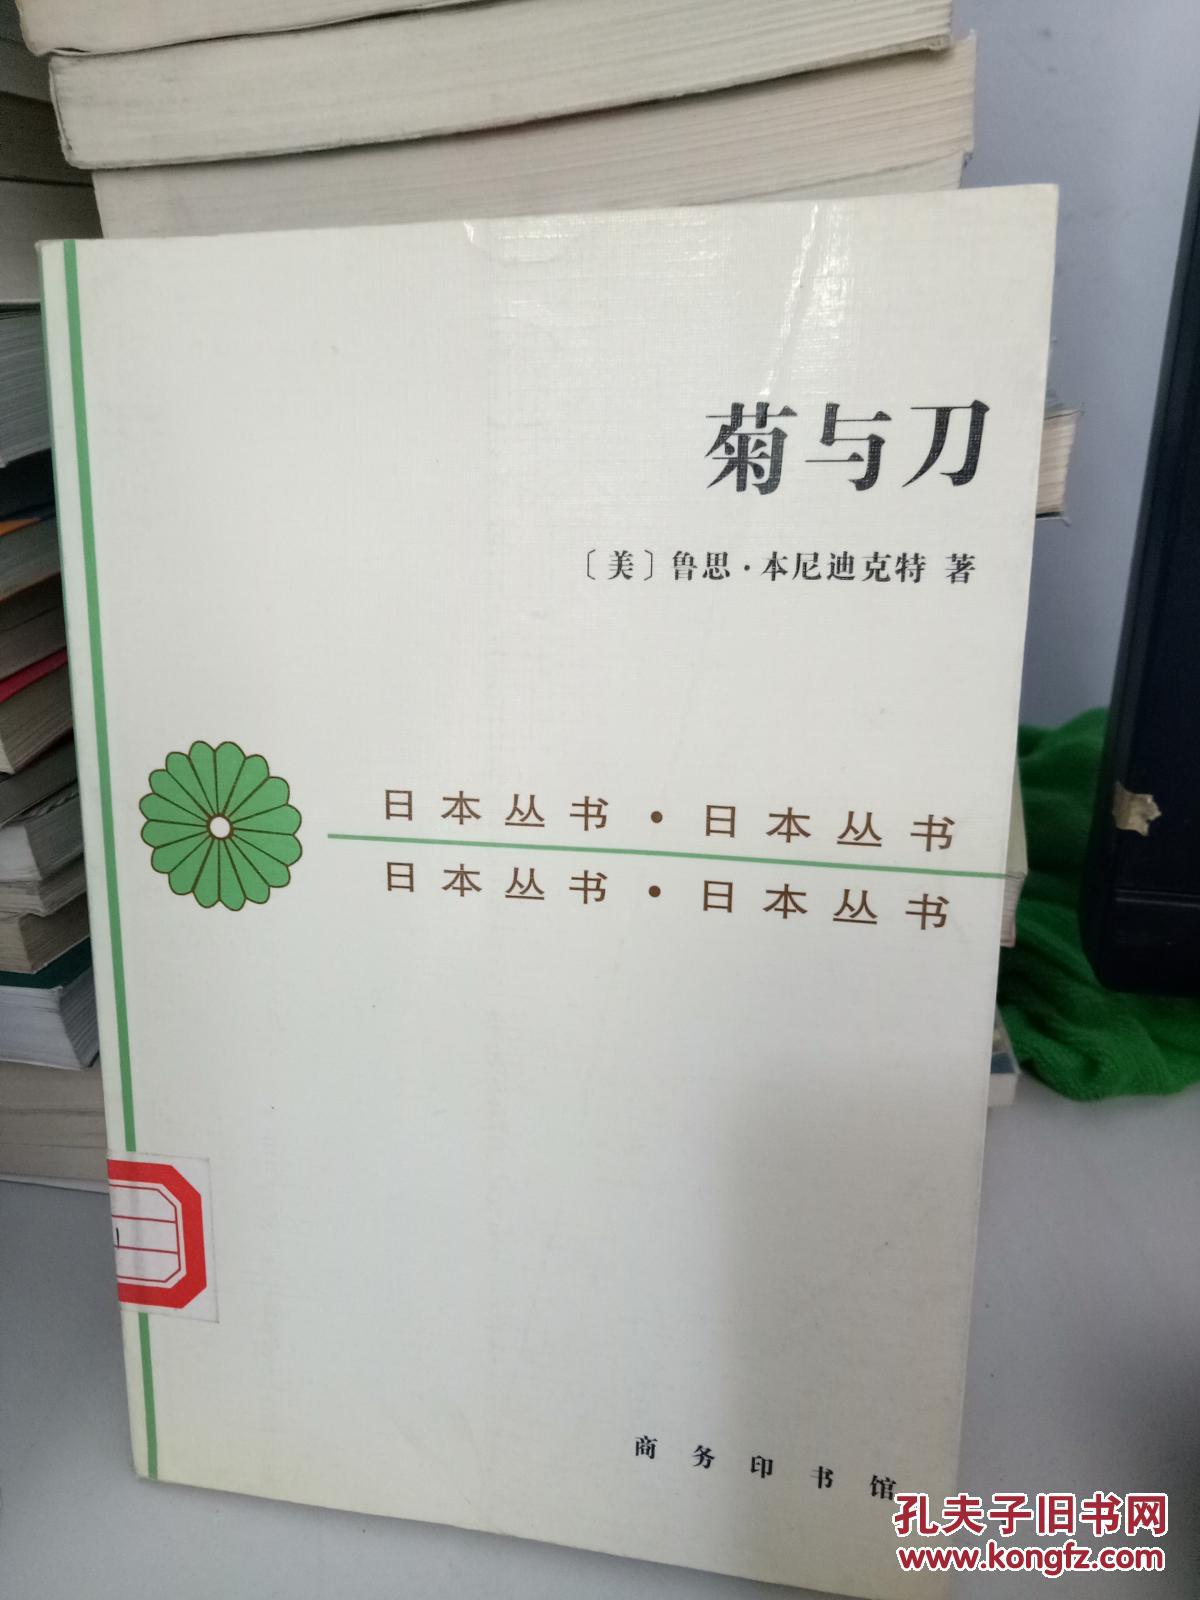 菊与刀
〔美〕鲁思·本尼迪克特 著
日本丛书·日本丛书
日本丛书·日本丛书
商务印书馆
孔夫子旧书网
www.kongfz.com